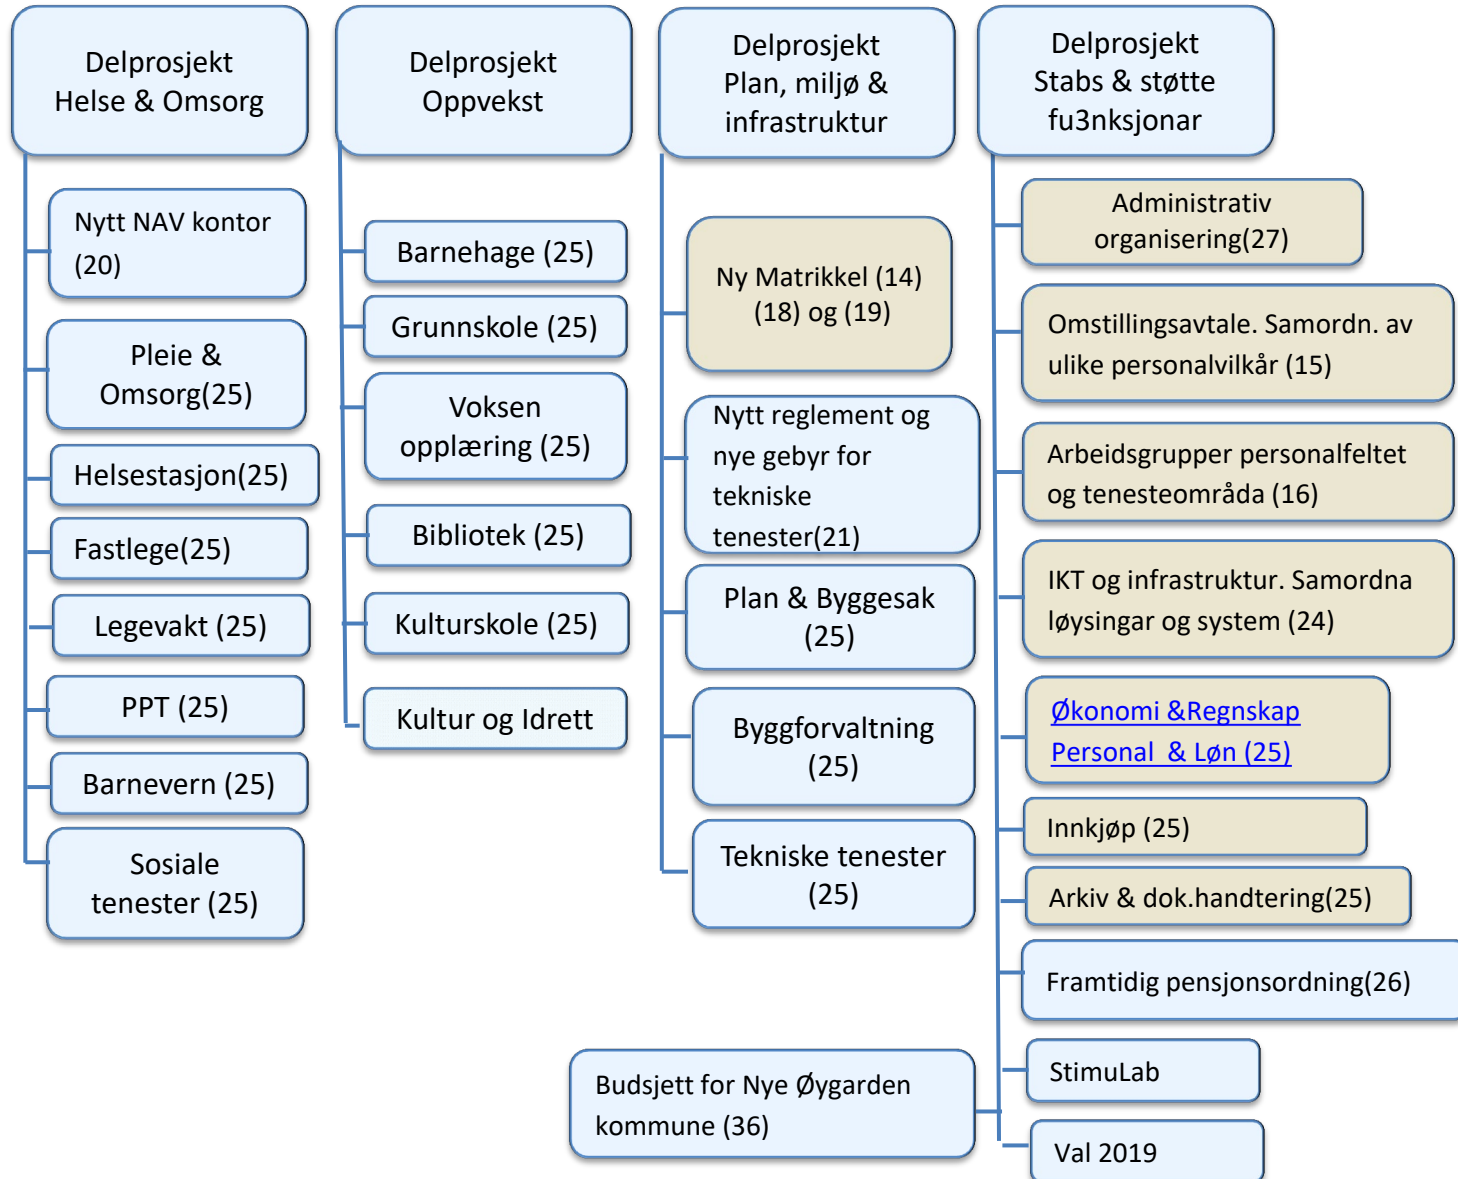 Delprosjekt
Helse & Omsorg
Nytt NAV kontor
(20)
Pleie &
Omsorg(25)
Helsestasjon(25)
Fastlege(25)
Legevakt (25)
PPT (25)
Barnevern (25)
Sosiale
tenester (25)
Delprosjekt
Oppvekst
Barnehage (25)
Grunnskole (25)
Voksen
opplæring (25)
Bibliotek (25)
Kulturskole (25)
Kultur og Idrett
Delprosjekt
Plan, miljø &
infrastruktur
Ny Matrikkel (14)
(18) og (19)
Nytt reglement og
nye gebyr for
tekniske
tenester(21)
Plan & Byggesak
(25)
Byggforvaltning
(25)
Tekniske tenester
(25)
Delprosjekt
Stabs & støtte
fu3nksjonar
Administrativ
organisering(27)
Omstillingsavtale. Samordn. av
ulike personalvilkår (15)
Arbeidsgrupper personalfeltet
og tenesteområda (16)
IKT og infrastruktur. Samordna
løysingar og system (24)
Økonomi &Regnskap
Personal & Løn (25)
Innkjøp (25)
Arkiv & dok.handtering(25)
Framtidig pensjonsordning(26)
StimuLab
Budsjett for Nye Øygarden
kommune (36)
Val 2019